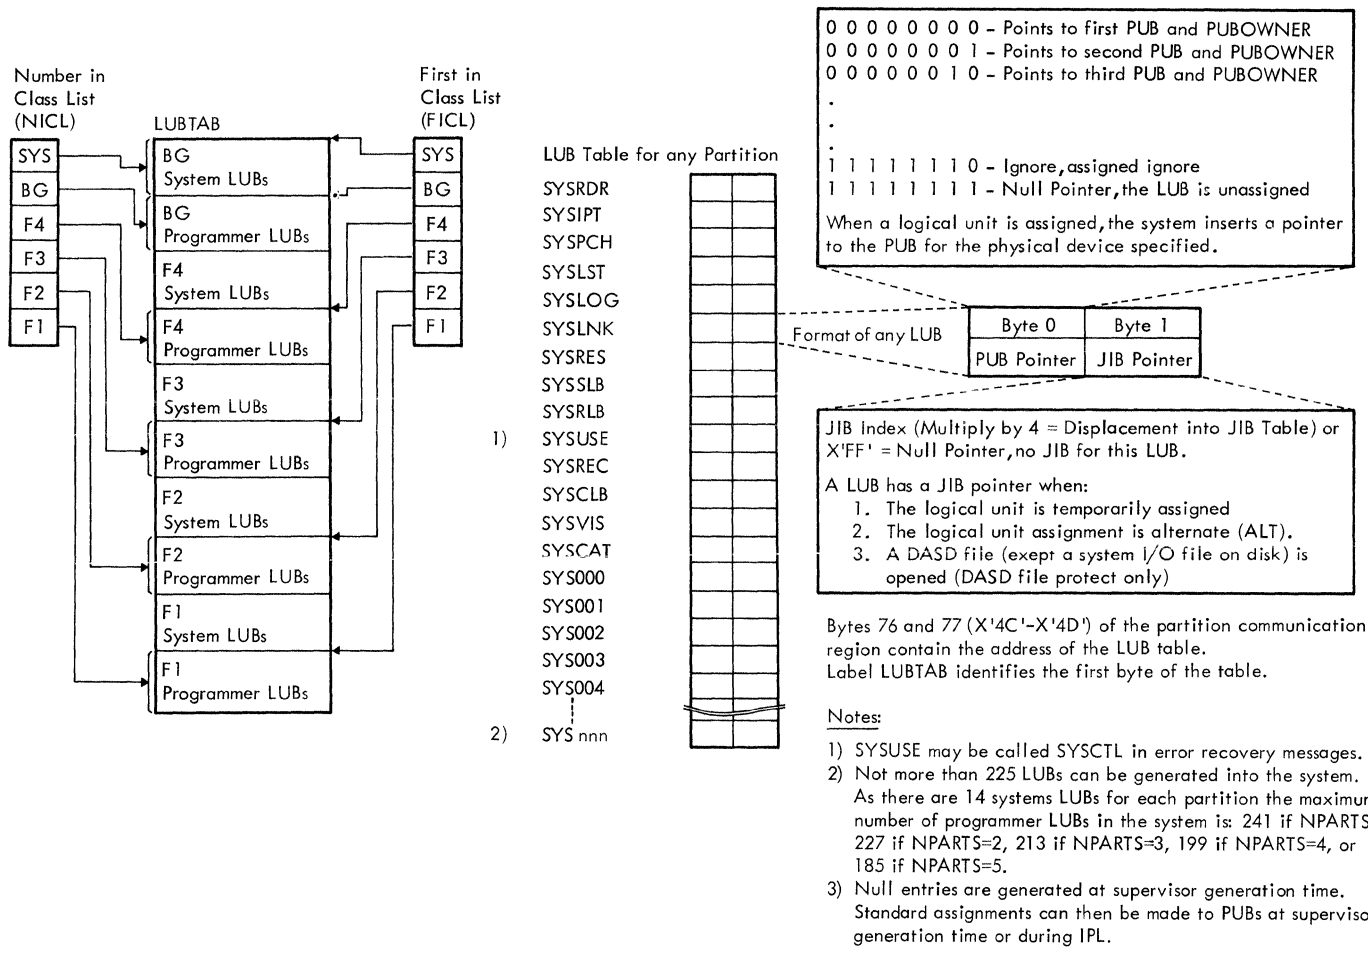 Number in
Class List
(NICL)
SYS
BG
F4
F3
F2
F1
LUBTAB
BG
System LUBs
BG
Programmer LUBs
F4
System LUBs
F4
Programmer LUBs
F3
System LUBs
F3
Programmer LUBs
F2
System LUBs
F2
Programmer LUBs
F1
System LUBs
F1
Programmer LUBs
First in
Class List
(FICL)
SYS
BG
F4
F3
F2
F1
LUB Table for any Partition
SYSRDR
SYSIPT
SYSPCH
SYSLST
SYSLOG
SYSLNK
SYSRES
SYSSLB
SYSRLB
1) SYSUSE
SYSREC
SYSCLB
SYSVIS
SYSCAT
SYS000
SYS001
SYS002
SYS003
SYS004
2) SYS nnn
0 0 0 0 0 0 0 0 – Points to first PUB and PUBOWNER
0 0 0 0 0 0 0 1 – Points to second PUB and PUBOWNER
0 0 0 0 0 0 1 0 – Points to third PUB and PUBOWNER
.
.
.
1 1 1 1 1 1 1 0 – Ignore, assigned ignore
1 1 1 1 1 1 1 1 – Null Pointer, the LUB is unassigned
When a logical unit is assigned, the system inserts a pointer
to the PUB for the physical device specified.
Format of any LUB
Byte 0 Byte 1
PUB Pointer JIB Pointer
JIB Index (Multiply by 4 = Displacement into JIB Table) or
X'FF' = Null Pointer, no JIB for this LUB.
A LUB has a JIB pointer when:
1. The logical unit is temporarily assigned
2. The logical unit assignment is alternate (ALT).
3. A DASD file (exept a system I/O file on disk) is
opened (DASD file protect only)
Bytes 76 and 77 (X'4C'-X'4D') of the partition communication
region contain the address of the LUB table.
Label LUBTAB identifies the first byte of the table.
Notes:
1) SYSUSE may be called SYSCTL in error recovery messages.
2) Not more than 225 LUBs can be generated into the system.
As there are 14 systems LUBs for each partition the maximu
number of programmer LUBs in the system is: 241 if NPARTS
227 if NPARTS=2, 213 if NPARTS=3, 199 if NPARTS=4, or
185 if NPARTS=5.
3) Null entries are generated at supervisor generation time.
Standard assignments can then be made to PUBs at superviso
generation time or during IPL.